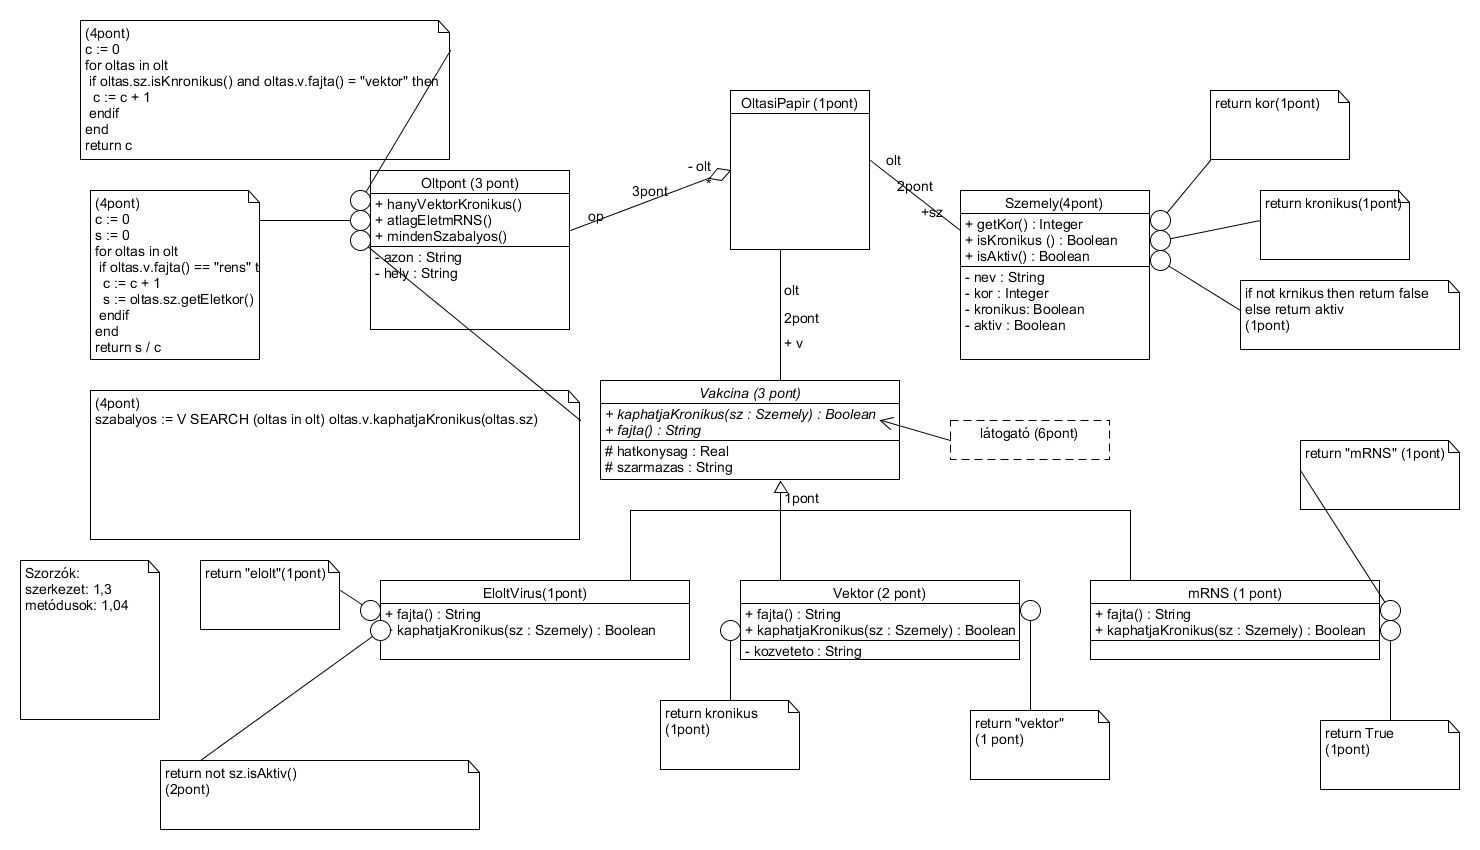 (4pont)
c := 0
for oltas in olt
if oltas.sz.isKnronikus() and oltas.v.fajta() = "vektor" then
c := c + 1
endif
end
return c
(4pont)
c := 0
s := 0
for oltas in olt
if oltas.v.fajta() == "rens" t
c := c + 1
s := oltas.sz.getEletkor()
endif
end
return s / c
Oltpont (3 pont)
+ hanyVektorKronikus()
+ atlagEletmRNS()
+ mindenSzabalyos()
- azon : String
- hely : String
op
3pont
- olt
*
OltasiPapir (1pont)
olt
2pont
+sz
Szemely(4pont)
+ getKor() : Integer
+ isKronikus () : Boolean
+ isAktiv() : Boolean
- nev : String
- kor : Integer
- kronikus: Boolean
- aktiv : Boolean
return kor(1pont)
return kronikus(1pont)
if not krnikus then return false
else return aktiv
(1pont)
olt
2pont
+ v
(4pont)
szabalyos := V SEARCH (oltas in olt) oltas.v.kaphatjaKronikus(oltas.sz)
Vakcina (3 pont)
+ kaphatjaKronikus(sz : Szemely) : Boolean
+ fajta() : String
# hatkonysag : Real
# szarmazas : String
látogató (6pont)
1pont
return "mRNS" (1pont)
Szorzók:
szerkezet: 1,3
metódusok: 1,04
return "elolt"(1pont)
EloltVirus(1pont)
+ fajta() : String
kaphatjaKronikus(sz : Szemely) : Boolean
Vektor (2 pont)
+ fajta() : String
+ kaphatjaKronikus(sz : Szemely) : Boolean
- kozveteto : String
mRNS (1 pont)
+ fajta() : String
+ kaphatjaKronikus(sz : Szemely) : Boolean
return kronikus
(1pont)
return "vektor"
(1 pont)
return True
(1pont)
return not sz.isAktiv()
(2pont)